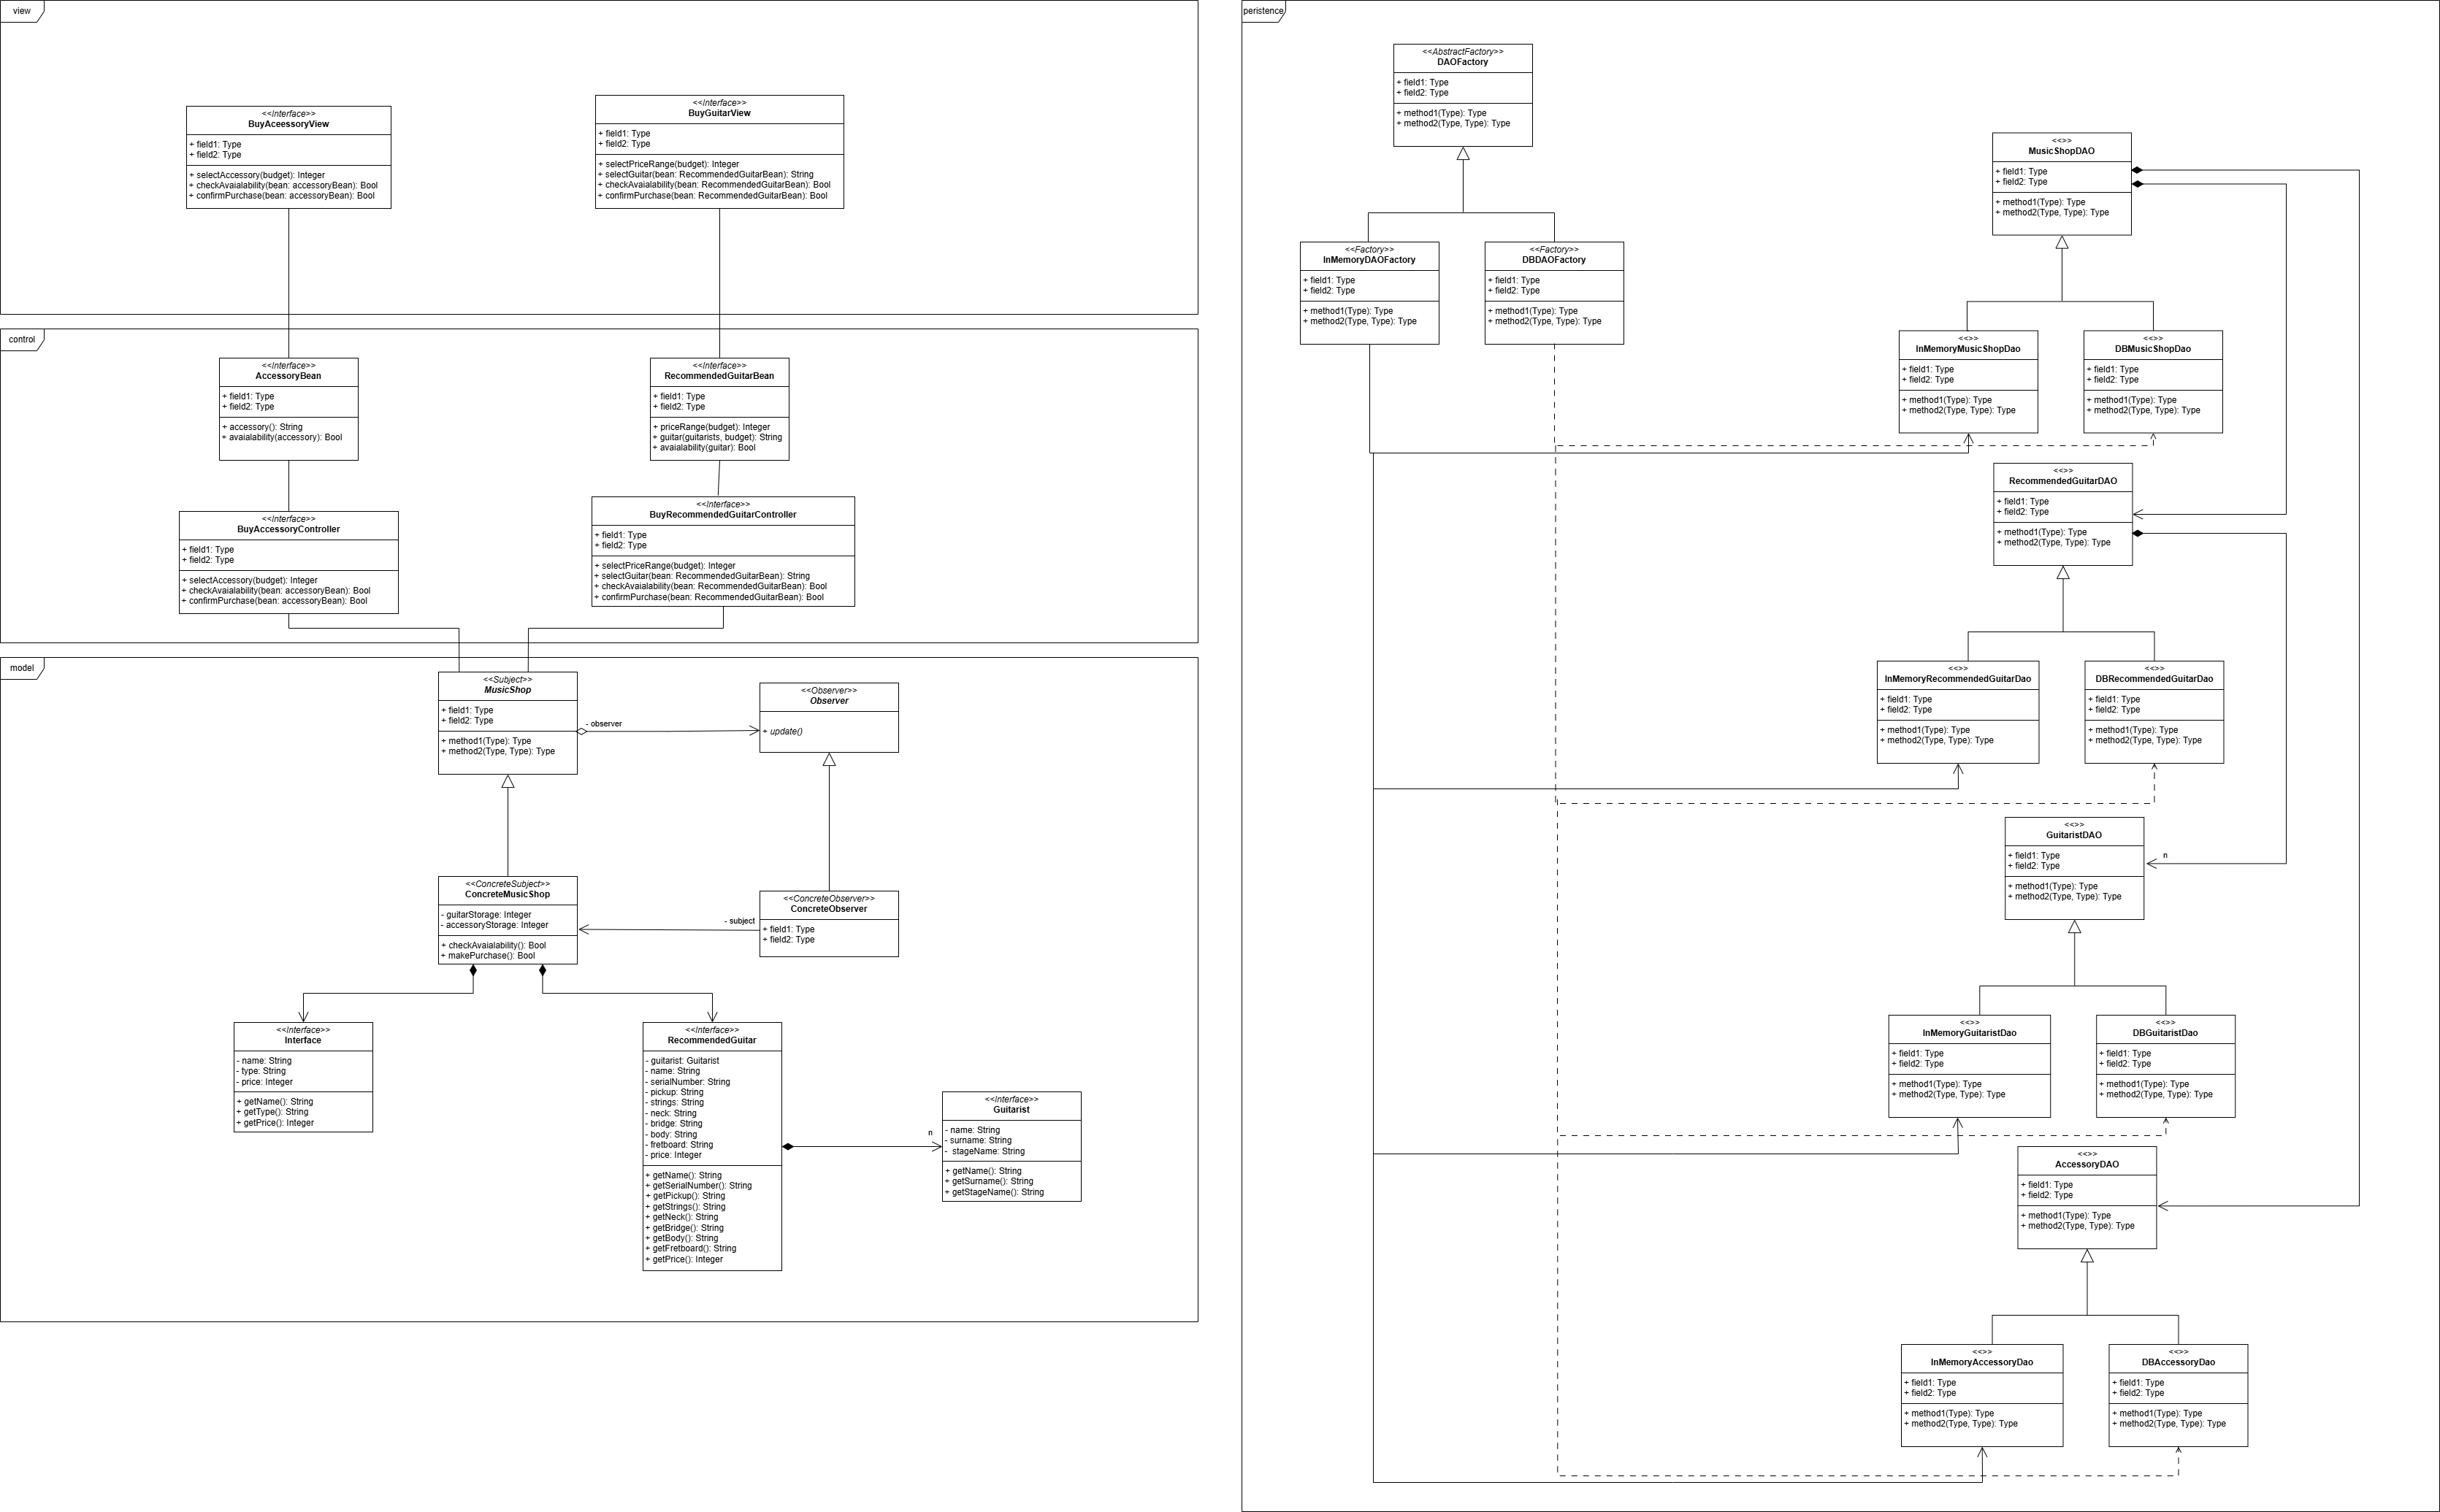 view
<<Interface>>
BuyAceessoryView
+ field1: Type
+ field2: Type
+ selectAccessory(budget): Integer
+ checkAvaialability(bean: accessoryBean): Bool
+ confirmPurchase(bean: accessoryBean): Bool
<<Interface>>
BuyGuitarView
+ field1: Type
+ field2: Type
+ selectPriceRange(budget): Integer
+ selectGuitar(bean: RecommendedGuitarBean): String
+ checkAvaialability(bean: RecommendedGuitarBean): Bool
+ confirmPurchase(bean: RecommendedGuitarBean): Bool
control
<<Interface>>
AccessoryBean
+ field1: Type
+ field2: Type
+ accessory(): String
+ avaialability(accessory): Bool
<<Interface>>
RecommendedGuitarBean
+ field1: Type
+ field2: Type
+ priceRange(budget): Integer
+ guitar(guitarists, budget): String
+ avaialability(guitar): Bool
<<Interface>>
BuyAccessoryController
+ field1: Type
+ field2: Type
+ selectAccessory(budget): Integer
+ checkAvaialability(bean: accessoryBean): Bool
+ confirmPurchase(bean: accessoryBean): Bool
<<Interface>>
BuyRecommendedGuitarController
+ field1: Type
+ field2: Type
+ selectPriceRange(budget): Integer
+ selectGuitar(bean: RecommendedGuitarBean): String
+ checkAvaialability(bean: RecommendedGuitarBean): Bool
+ confirmPurchase(bean: RecommendedGuitarBean): Bool
model
<<Subject>>
MusicShop
+ field1: Type
+ field2: Type
+ method1(Type): Type
+ method2(Type, Type): Type
- observer
<<Observer>>
Observer
+ update()
<<ConcreteSubject>>
ConcreteMusicShop
- guitarStorage: Integer
- accessoryStorage: Integer
+ checkAvaialability(): Bool
+ makePurchase(): Bool
- subject
<<ConcreteObserver>>
ConcreteObserver
+ field1: Type
+ field2: Type
<<Interface>>
Interface
- name: String
- type: String
- price: Integer
+ getName(): String
+ getType(): String
+ getPrice(): Integer
<<Interface>>
RecommendedGuitar
- guitarist: Guitarist
- name: String
- serialNumber: String
- pickup: String
- strings: String
- neck: String
- bridge: String
- body: String
- fretboard: String
- price: Integer
+ getName(): String
+ getSerialNumber(): String
+ getPickup(): String
+ getStrings(): String
+ getNeck(): String
+ getBridge(): String
+ getBody(): String
+ getFretboard(): String
+ getPrice(): Integer
n
<<Interface>>
Guitarist
- name: String
- surname: String
- stageName: String
+ getName(): String
+ getSurname(): String
+ getStageName(): String
peristence
<<AbstractFactory>>
DAOFactory
+ field1: Type
+ field2: Type
+ method1(Type): Type
+ method2(Type, Type): Type
<<Factory>>
InMemoryDAOFactory
+ field1: Type
+ field2: Type
+ method1(Type): Type
+ method2(Type, Type): Type
<<Factory>>
DBDAOFactory
+ field1: Type
+ field2: Type
+ method1(Type): Type
+ method2(Type, Type): Type
<<>>
MusicShopDAO
+ field1: Type
+ field2: Type
+ method1(Type): Type
+ method2(Type, Type): Type
<<>>
InMemoryMusicShopDao
+ field1: Type
+ field2: Type
+ method1(Type): Type
+ method2(Type, Type): Type
<<>>
DBMusicShopDao
+ field1: Type
+ field2: Type
+ method1(Type): Type
+ method2(Type, Type): Type
<<>>
RecommendedGuitarDAO
+ field1: Type
+ field2: Type
+ method1(Type): Type
+ method2(Type, Type): Type
<<>>
InMemoryRecommendedGuitarDao
+ field1: Type
+ field2: Type
+ method1(Type): Type
+ method2(Type, Type): Type
<<>>
DBRecommendedGuitarDao
+ field1: Type
+ field2: Type
+ method1(Type): Type
+ method2(Type, Type): Type
<<>>
GuitaristDAO
+ field1: Type
+ field2: Type
+ method1(Type): Type
+ method2(Type, Type): Type
n
<<>>
InMemoryGuitaristDao
+ field1: Type
+ field2: Type
+ method1(Type): Type
+ method2(Type, Type): Type
<<>>
DBGuitaristDao
+ field1: Type
+ field2: Type
+ method1(Type): Type
+ method2(Type, Type): Type
<<>>
AccessoryDAO
+ field1: Type
+ field2: Type
+ method1(Type): Type
+ method2(Type, Type): Type
<<>>
InMemoryAccessoryDao
+ field1: Type
+ field2: Type
+ method1(Type): Type
+ method2(Type, Type): Type
<<>>
DBAccessoryDao
+ field1: Type
+ field2: Type
+ method1(Type): Type
+ method2(Type, Type): Type